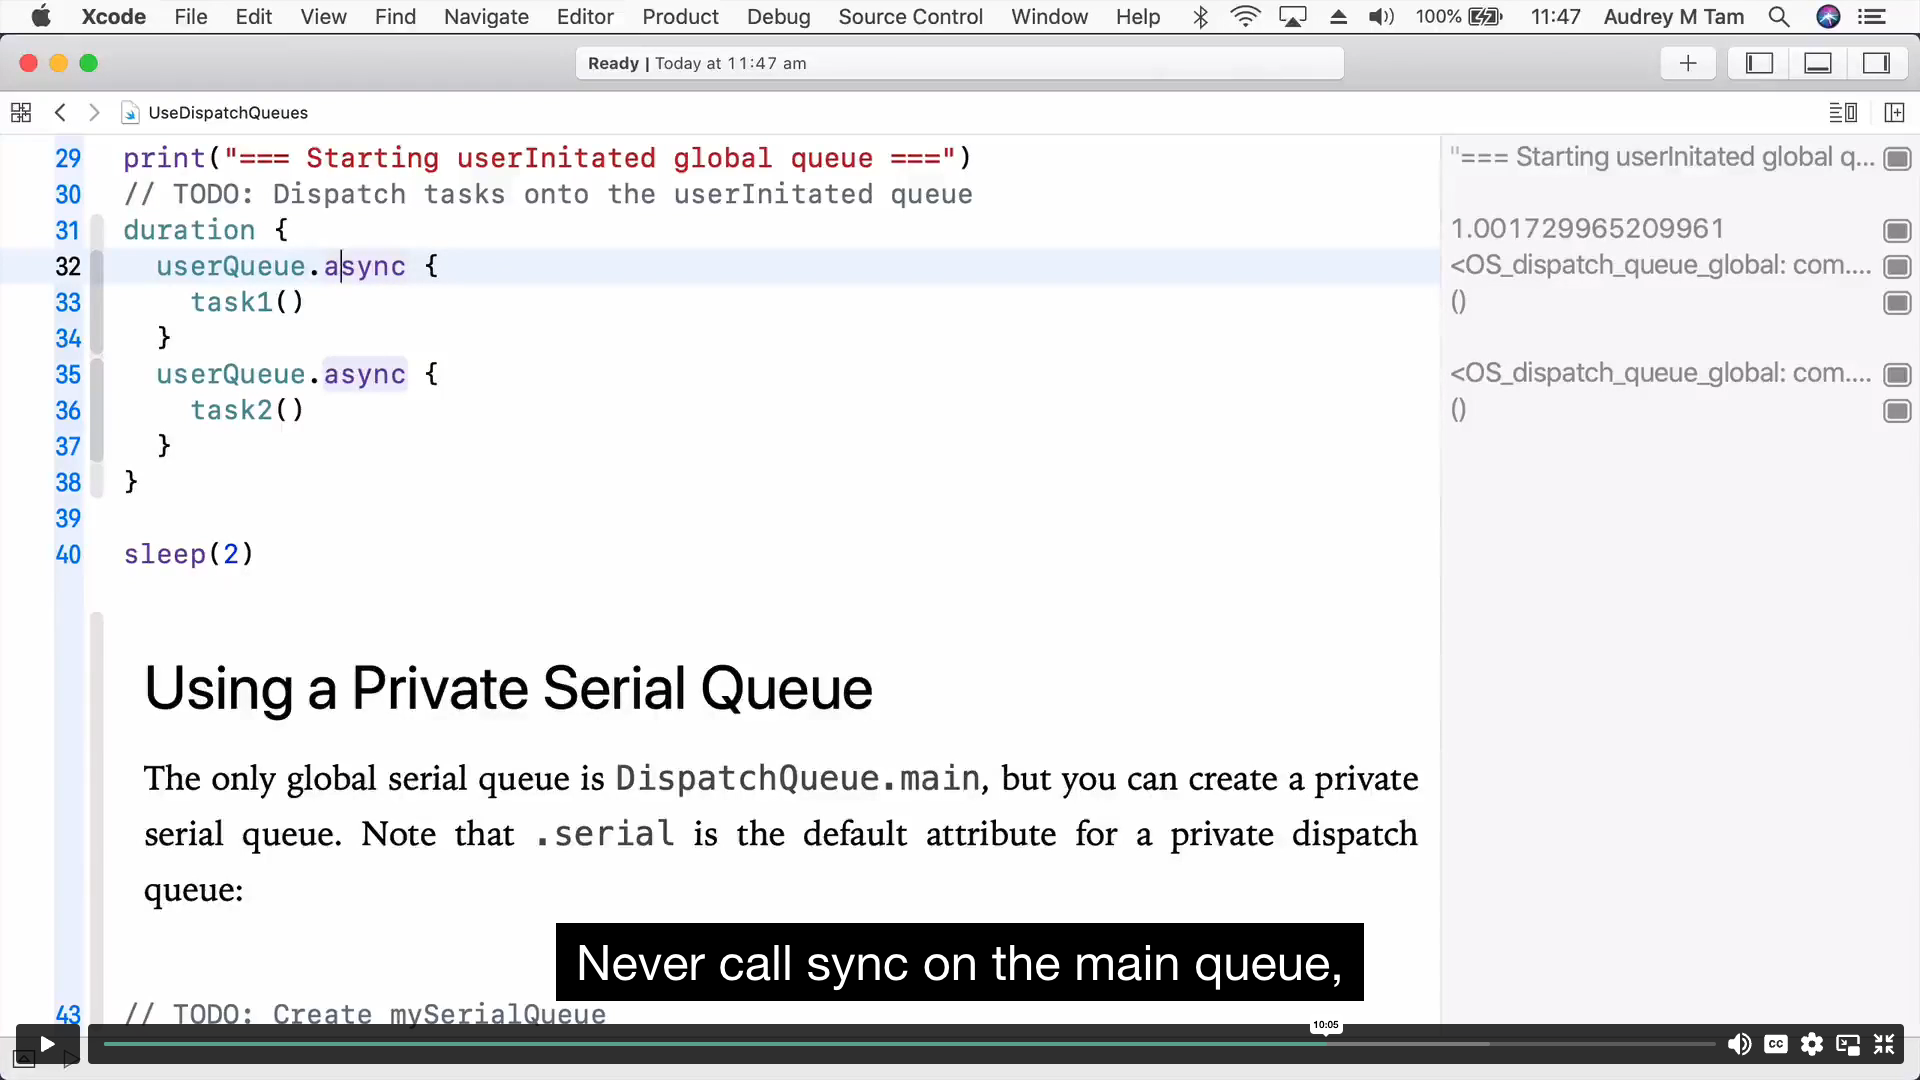 Xcode File Edit View Find Navigate Editor Product Debug Source Control Window Help 100% 11:47 Audrey M Tam
Ready | Today at 11:47 am
UseDispatchQueues
29 print("=== Starting userInitated global queue ===") "=== Starting userInitated global q...
30 // TODO: Dispatch tasks onto the userInitated queue
31 duration { 1.001729965209961
32 userQueue.async { <OS_dispatch_queue_global: com....
33 task1() ()
34 }
35 userQueue.async { <OS_dispatch_queue_global: com....
36 task2() ()
37 }
38 }
39
40 sleep(2)
Using a Private Serial Queue
The only global serial queue is DispatchQueue.main, but you can create a private
serial queue. Note that .serial is the default attribute for a private dispatch
queue:
Never call sync on the main queue,
43 // TODO: Create mySerialQueue
10:05
CC